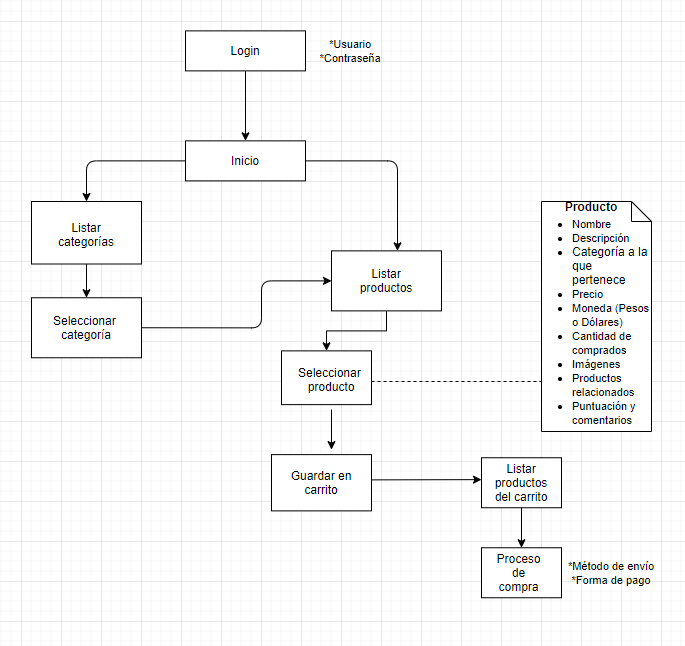 Login
*Usuario
*Contraseña
Inicio
Listar
categorías
Seleccionar
categoría
Listar
productos
Seleccionar
producto
Producto
Nombre
Descripción
Categoría a la
que
pertenece
Precio
Moneda (Pesos
o Dólares)
Cantidad de
comprados
Imágenes
Productos
relacionados
Puntuación y
comentarios
Guardar en
carrito
Listar
productos
del carrito
Proceso
de
compra
*Método de envío
*Forma de pago